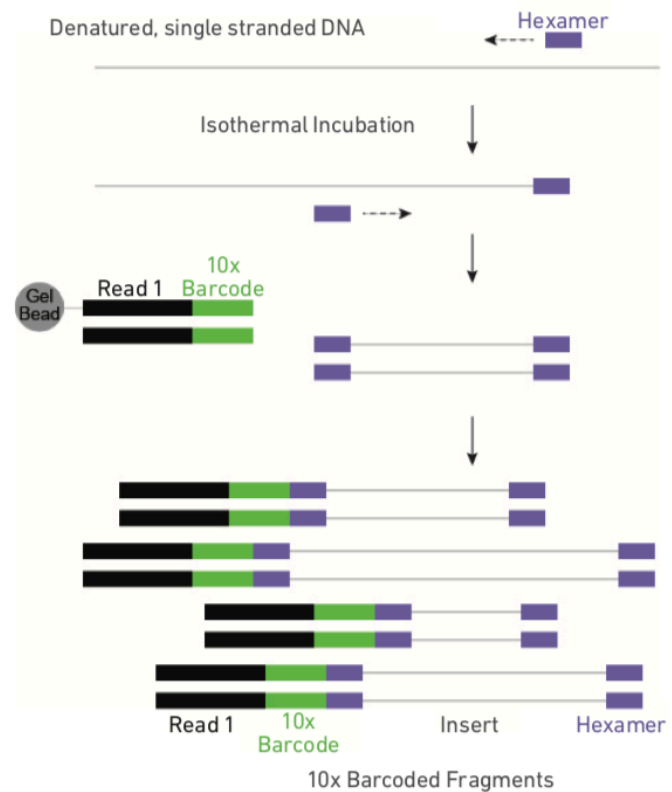 Hexamer
Denatured, single stranded DNA
Isothermal Incubation
10x
Read 1 Barcode
Gel
Bead
Read 1 10x Insert Hexamer
Barcode
10x Barcoded Fragments